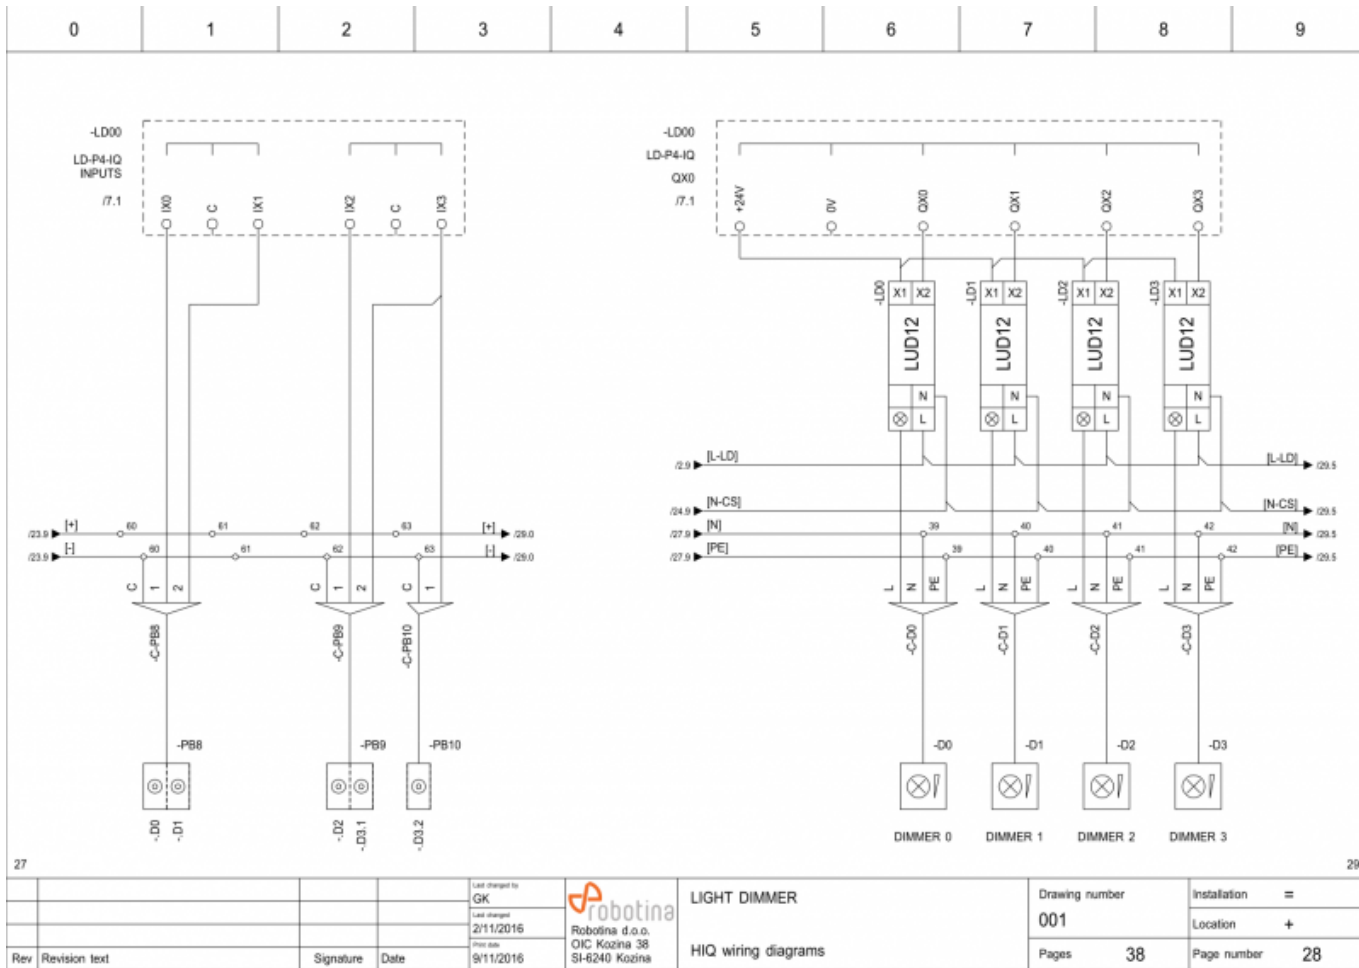 0 1 2 3 4 5 6 7 8 9
-LD00
LD-P4-IQ
INPUTS
/7.1
IX0 C IX1 IX2 C IX3
-LD00
LD-P4-IQ
QX0
/7.1
+24V 0V QX0 QX1 QX2 QX3
-LD0 X1 X2 -LD1 X1 X2 -LD2 X1 X2 -LD3 X1 X2
LUD12 LUD12 LUD12 LUD12
N N N N
L L L L
/2.9 [L-LD] [L-LD] /29.5
/24.9 [N-CS] [N-CS] /29.5
/27.9 [N] 39 40 41 42 [N] /29.5
/27.9 [PE] 39 40 41 42 [PE] /29.5
/23.9 [+] 60 61 62 63 [+] /29.0
/23.9 [-] 60 61 62 63 [-] /29.0
C 1 2 C 1 2 C 1
L N PE L N PE L N PE L N PE
-C-PB8 -C-PB9 -C-PB10
-C-D0 -C-D1 -C-D2 -C-D3
-PB8 -PB9 -PB10
-D0 -D1 -D2 -D3
-.D0 -.D1 -.D2 -.D3.1 -.D3.2
DIMMER 0 DIMMER 1 DIMMER 2 DIMMER 3
27 29
Rev Revision text Signature Date
Last changed by
GK
Last changed
2/11/2016
Print date
9/11/2016
robotina
Robotina d.o.o.
OIC Kozina 38
SI-6240 Kozina
LIGHT DIMMER
HIQ wiring diagrams
Drawing number
001
Pages 38
Installation =
Location +
Page number 28